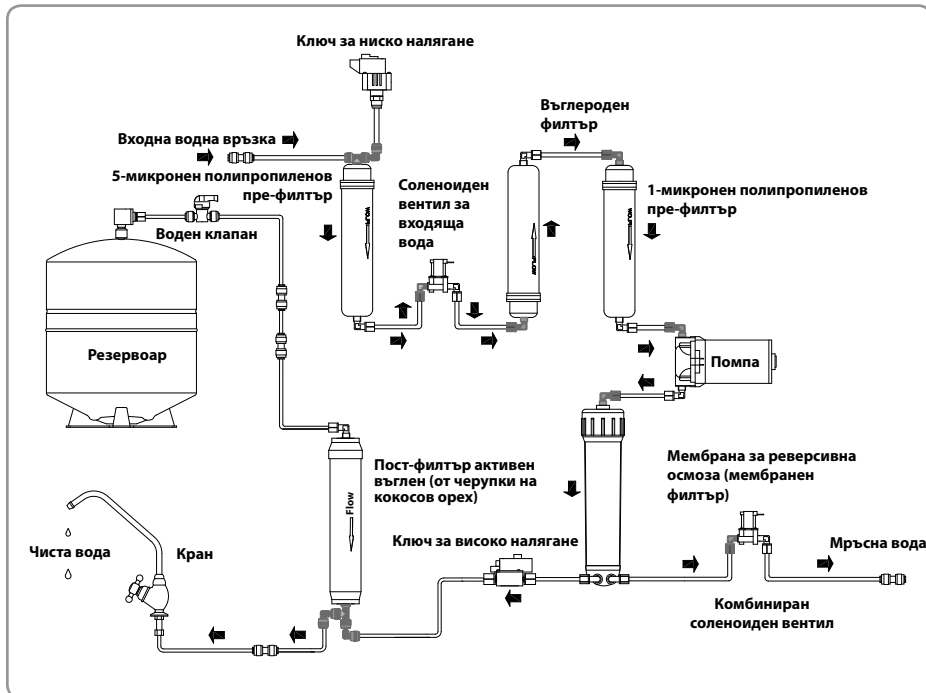 Ключ за ниско налягане
Въглероден
филтър
Входна водна връзка
5-микронен полипропиленов
пре-филтър
Соленоиден
вентил за
входяща
вода
1-микронен полипропиленов
пре-филтър
Воден клапан
Резервоар
Помпа
Пост-филтър активен
въглен (от черупки на
кокосов орех)
Flow
Мембрана за реверсивна
осмоза (мембранен
филтър)
Чиста вода
Кран
Ключ за високо налягане
Мръсна вода
Комбиниран
соленоиден вентил